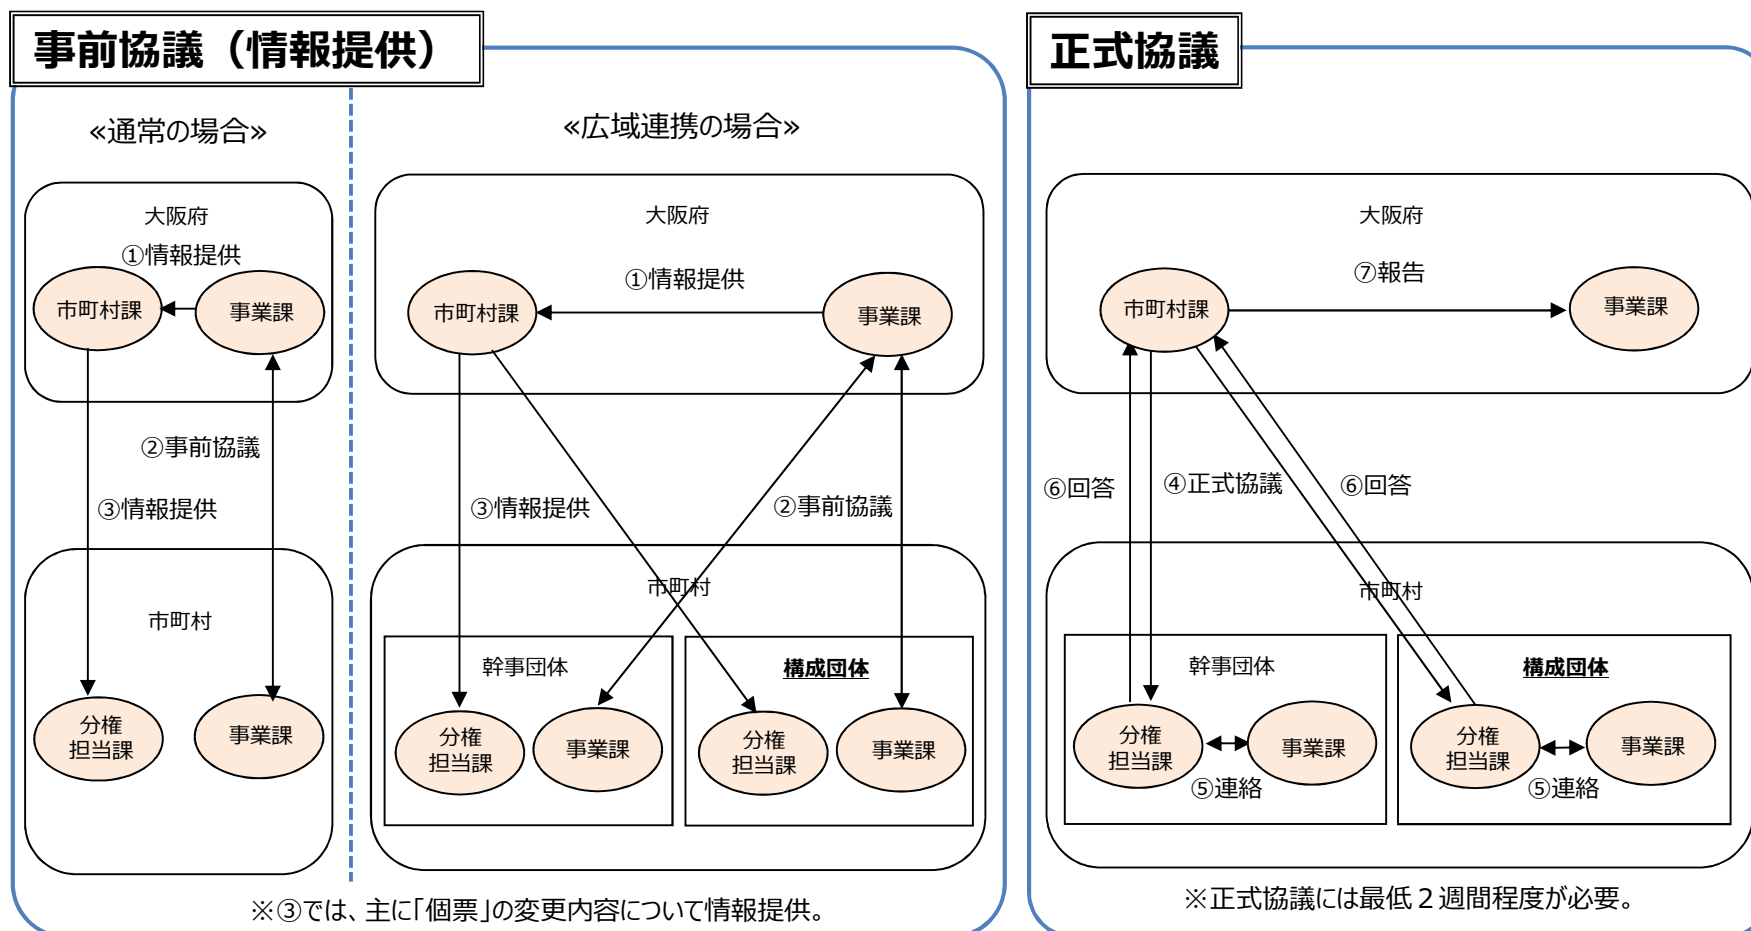 事前協議（情報提供）
≪通常の場合≫
大阪府
①情報提供
市町村課
事業課
②事前協議
③情報提供
市町村
分権
担当課
事業課
≪広域連携の場合≫
大阪府
①情報提供
市町村課
事業課
③情報提供
②事前協議
市町村
幹事団体
分権
担当課
事業課
構成団体
分権
担当課
事業課
※③では、主に「個票」の変更内容について情報提供。
正式協議
大阪府
⑦報告
市町村課
事業課
⑥回答
④正式協議
⑥回答
市町村
幹事団体
分権
担当課
事業課
⑤連絡
構成団体
分権
担当課
事業課
⑤連絡
※正式協議には最低２週間程度が必要。